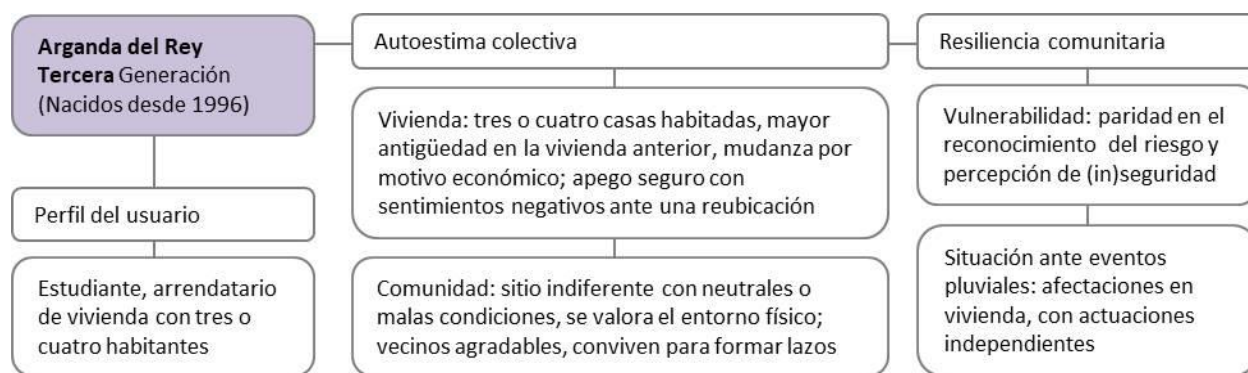 Arganda del Rey
Tercera Generación
(Nacidos desde 1996)
Perfil del usuario
Estudiante, arrendatario
de vivienda con tres o
cuatro habitantes
Autoestima colectiva
Vivienda: tres o cuatro casas habitadas, mayor
antigüedad en la vivienda anterior, mudanza por
motivo económico; apego seguro con
sentimientos negativos ante una reubicación
Comunidad: sitio indiferente con neutrales o
malas condiciones, se valora el entorno físico;
vecinos agradables, conviven para formar lazos
Resiliencia comunitaria
Vulnerabilidad: paridad en el
reconocimiento del riesgo y
percepción de (in)seguridad
Situación ante eventos
pluviales: afectaciones en
vivienda, con actuaciones
independientes